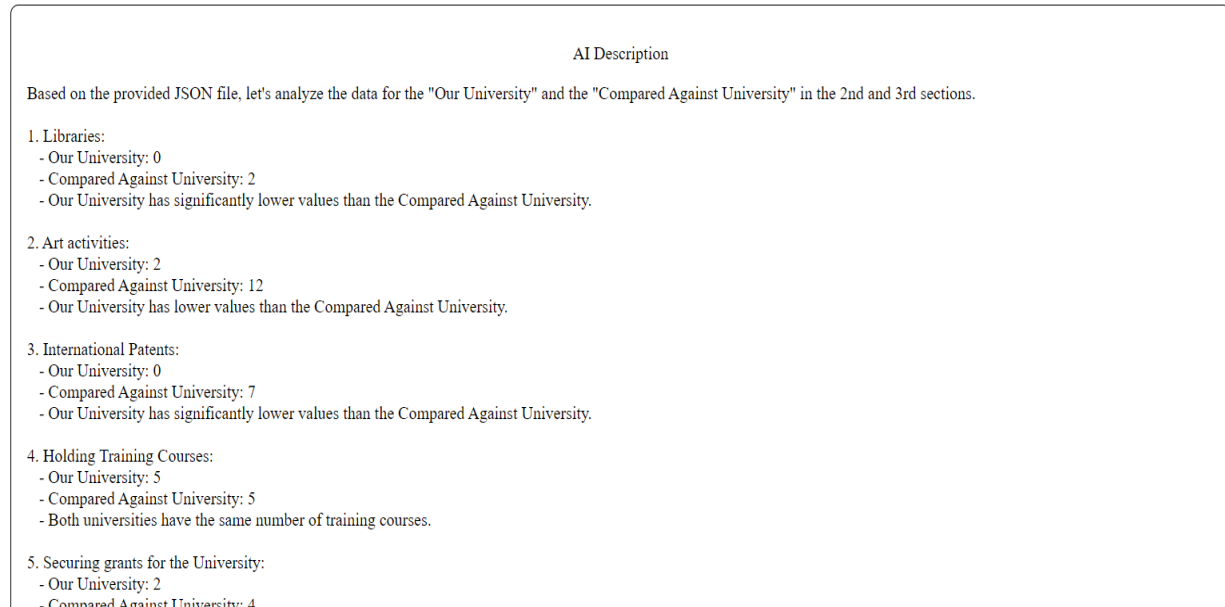 AI Description
Based on the provided JSON file, let's analyze the data for the "Our University" and the "Compared Against University" in the 2nd and 3rd sections.
1. Libraries:
- Our University: 0
- Compared Against University: 2
- Our University has significantly lower values than the Compared Against University.
2. Art activities:
- Our University: 2
- Compared Against University: 12
- Our University has lower values than the Compared Against University.
3. International Patents:
- Our University: 0
- Compared Against University: 7
- Our University has significantly lower values than the Compared Against University.
4. Holding Training Courses:
- Our University: 5
- Compared Against University: 5
- Both universities have the same number of training courses.
5. Securing grants for the University:
- Our University: 2
- Compared Against University: 4